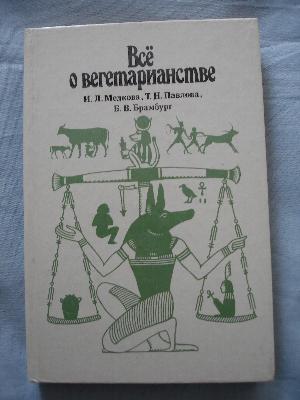 Всё
о вегетарианстве
И. Л. Медкова, Т. Н. Павлова,
Б. В. Брамбург